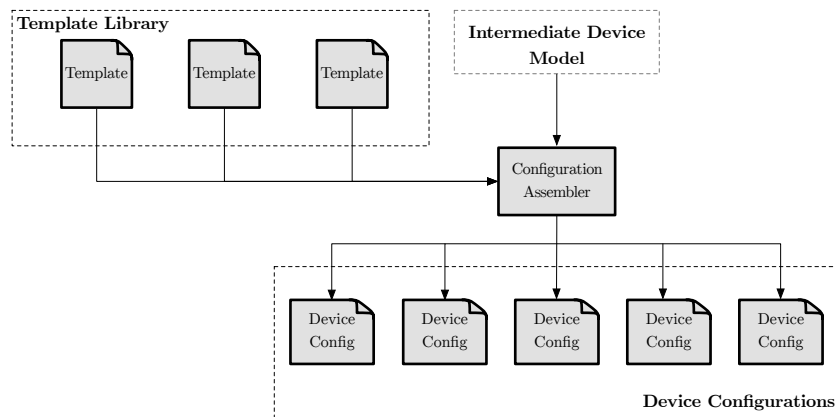 Template Library
Template
Template
Template
Intermediate Device
Model
Configuration
Assembler
Device
Config
Device
Config
Device
Config
Device
Config
Device
Config
Device Configurations